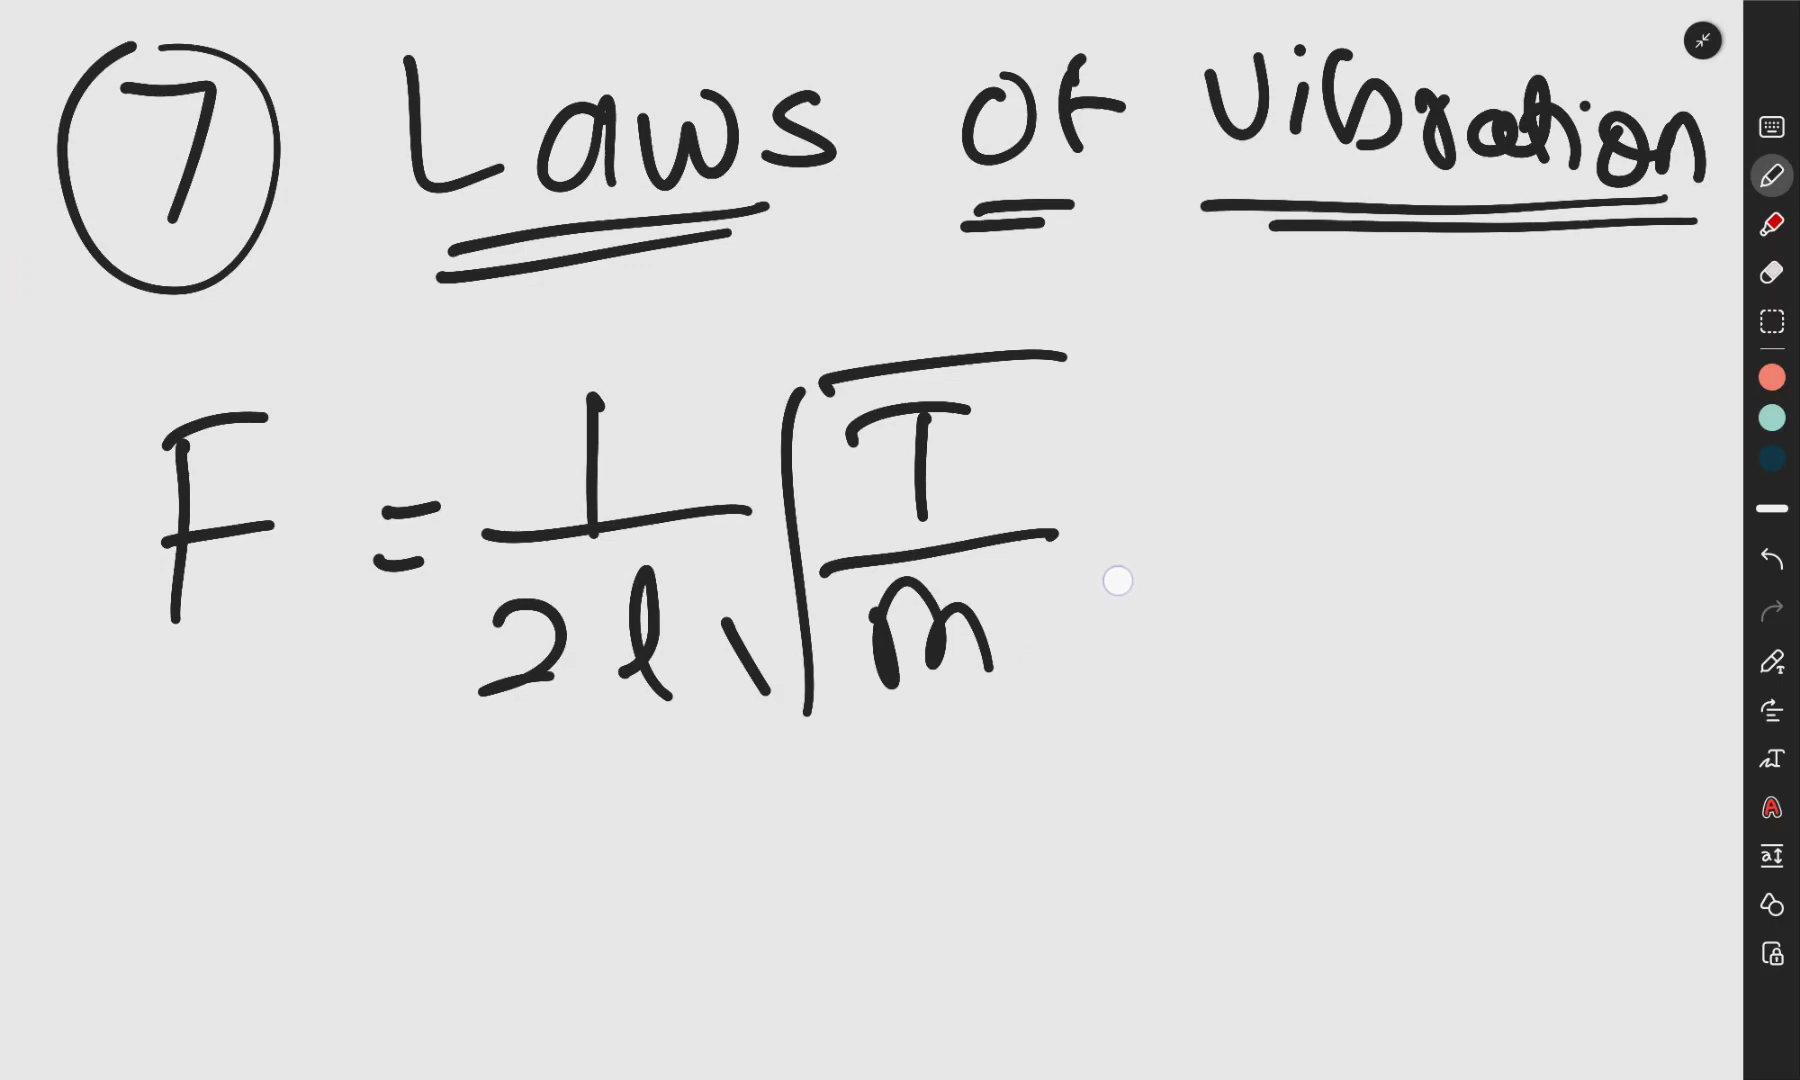 7 Laws of Vibration
F = 1/2l √T/m